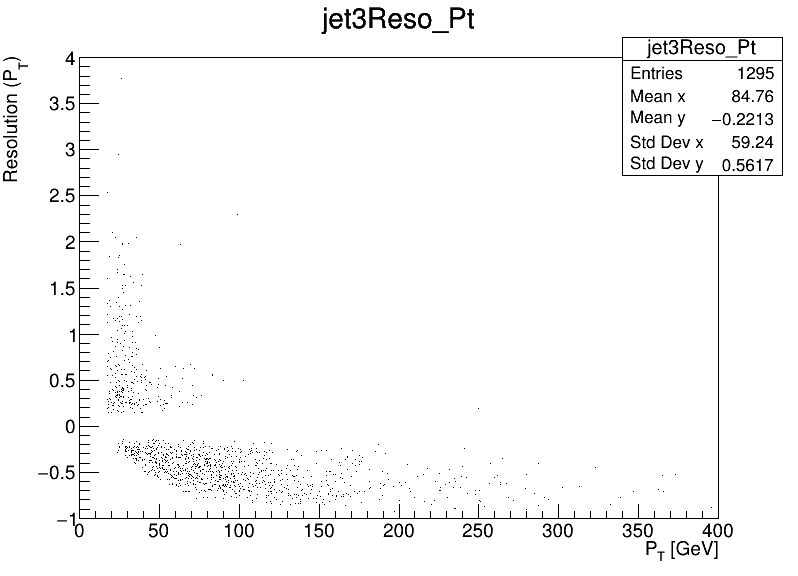 jet3Reso_Pt
jet3Reso_Pt
Entries 1295
Mean x 84.76
Mean y −0.2213
Std Dev x 59.24
Std Dev y 0.5617
Resolution (P_T)
4
3.5
3
2.5
2
1.5
1
0.5
0
−0.5
−1
0 50 100 150 200 250 300 350 400
P_T [GeV]